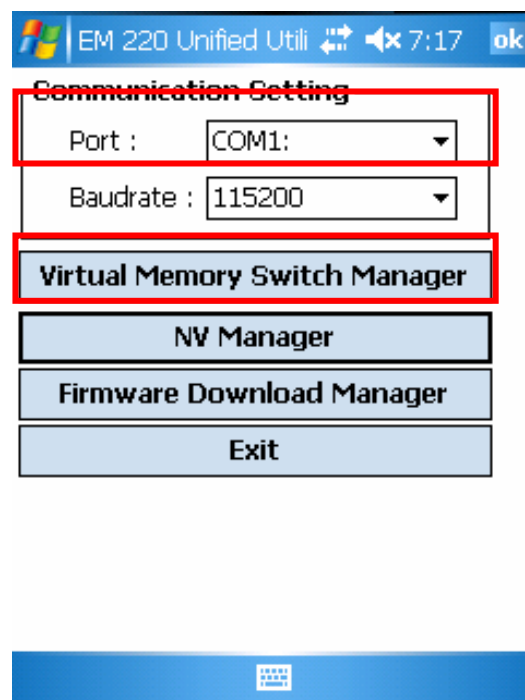 EM 220 Unified Utili 7:17 ok
Communication Setting
Port : COM1:
Baudrate : 115200
Virtual Memory Switch Manager
NV Manager
Firmware Download Manager
Exit